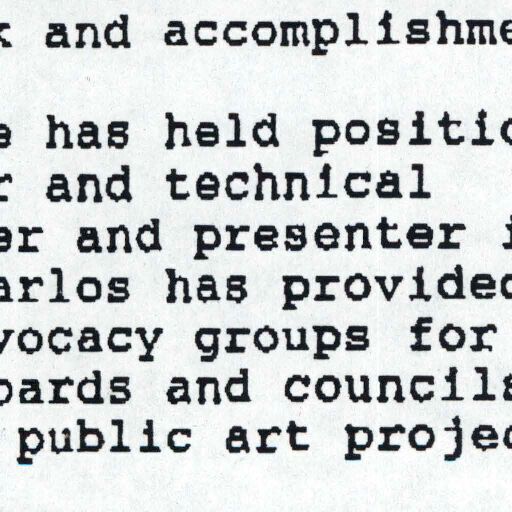 k and accomplishme
e has held positio
r and technical
er and presenter i
arlos has provided
vocacy groups for
oards and councils
public art projec